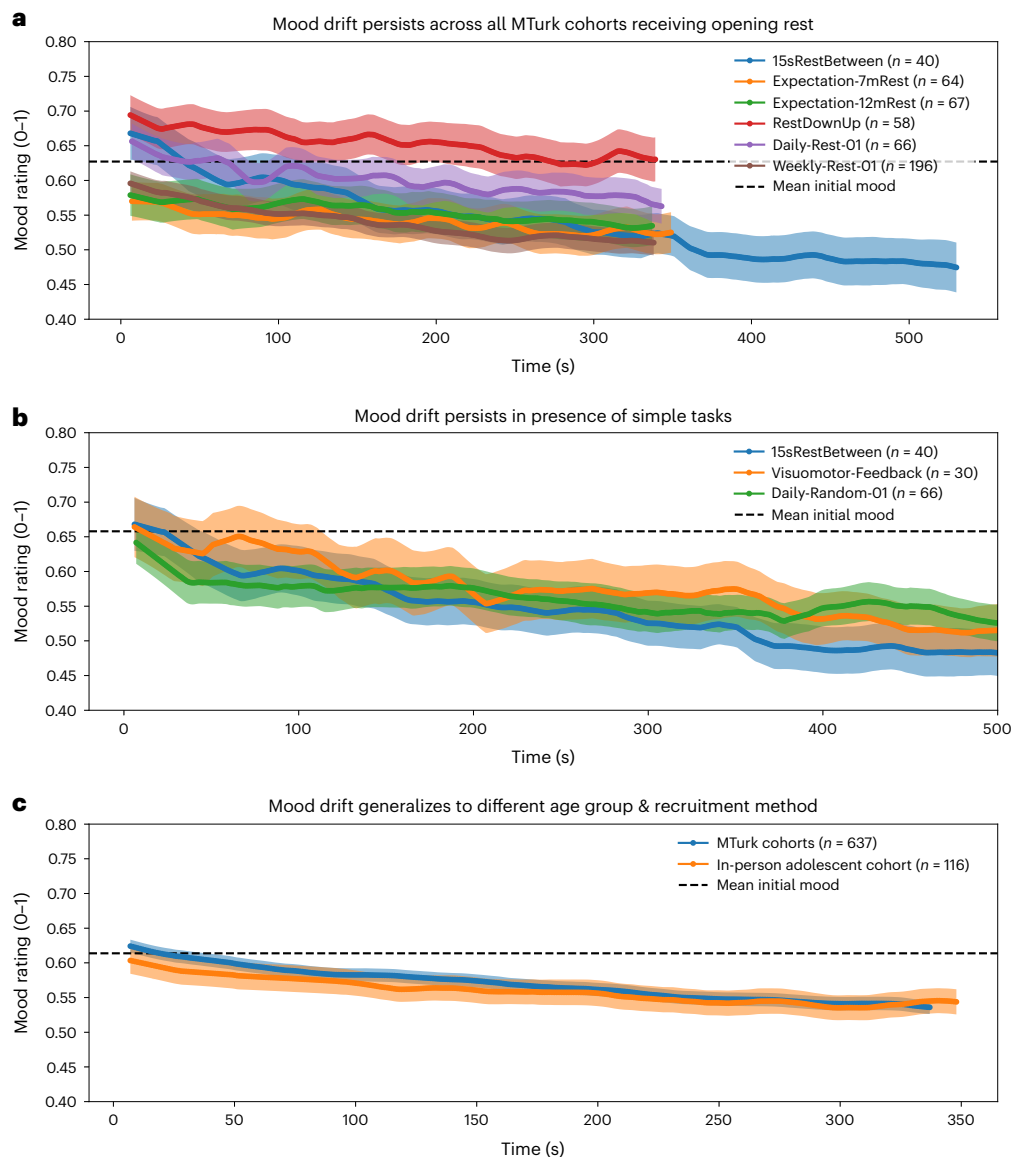 a
Mood drift persists across all MTurk cohorts receiving opening rest
0.80
0.75
0.70
0.65
0.60
0.55
0.50
0.45
0.40
Mood rating (0–1)
15sRestBetween (n = 40)
Expectation-7mRest (n = 64)
Expectation-12mRest (n = 67)
RestDownUp (n = 58)
Daily-Rest-01 (n = 66)
Weekly-Rest-01 (n = 196)
Mean initial mood
0 100 200 300 400 500
Time (s)
b
Mood drift persists in presence of simple tasks
0.80
0.75
0.70
0.65
0.60
0.55
0.50
0.45
0.40
Mood rating (0–1)
15sRestBetween (n = 40)
Visuomotor-Feedback (n = 30)
Daily-Random-01 (n = 66)
Mean initial mood
0 100 200 300 400 500
Time (s)
c
Mood drift generalizes to different age group & recruitment method
0.80
0.75
0.70
0.65
0.60
0.55
0.50
0.45
0.40
Mood rating (0–1)
MTurk cohorts (n = 637)
In-person adolescent cohort (n = 116)
Mean initial mood
0 50 100 150 200 250 300 350
Time (s)